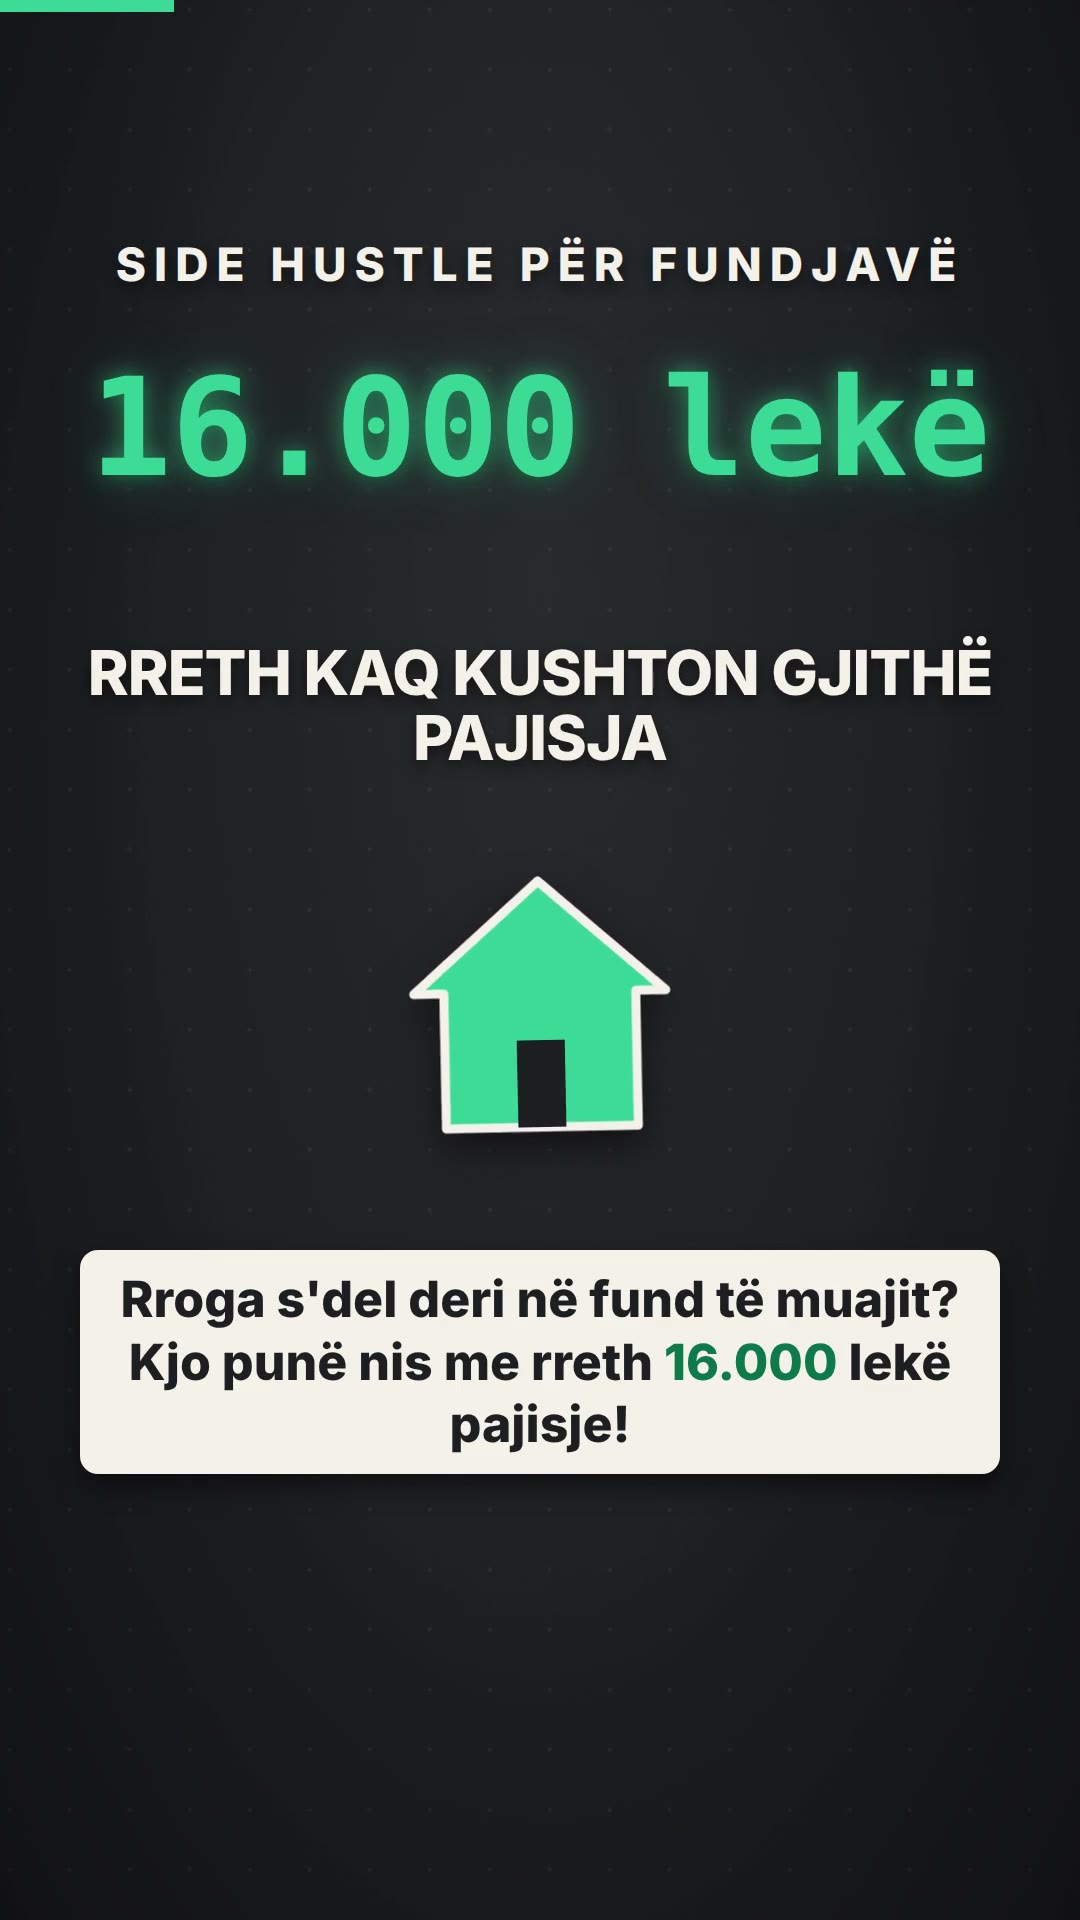 SIDE HUSTLE PËR FUNDJAVË
16.000 lekë
RRETH KAQ KUSHTON GJITHË
PAJISJA
Rroga s'del deri në fund të muajit?
Kjo punë nis me rreth 16.000 lekë
pajisje!